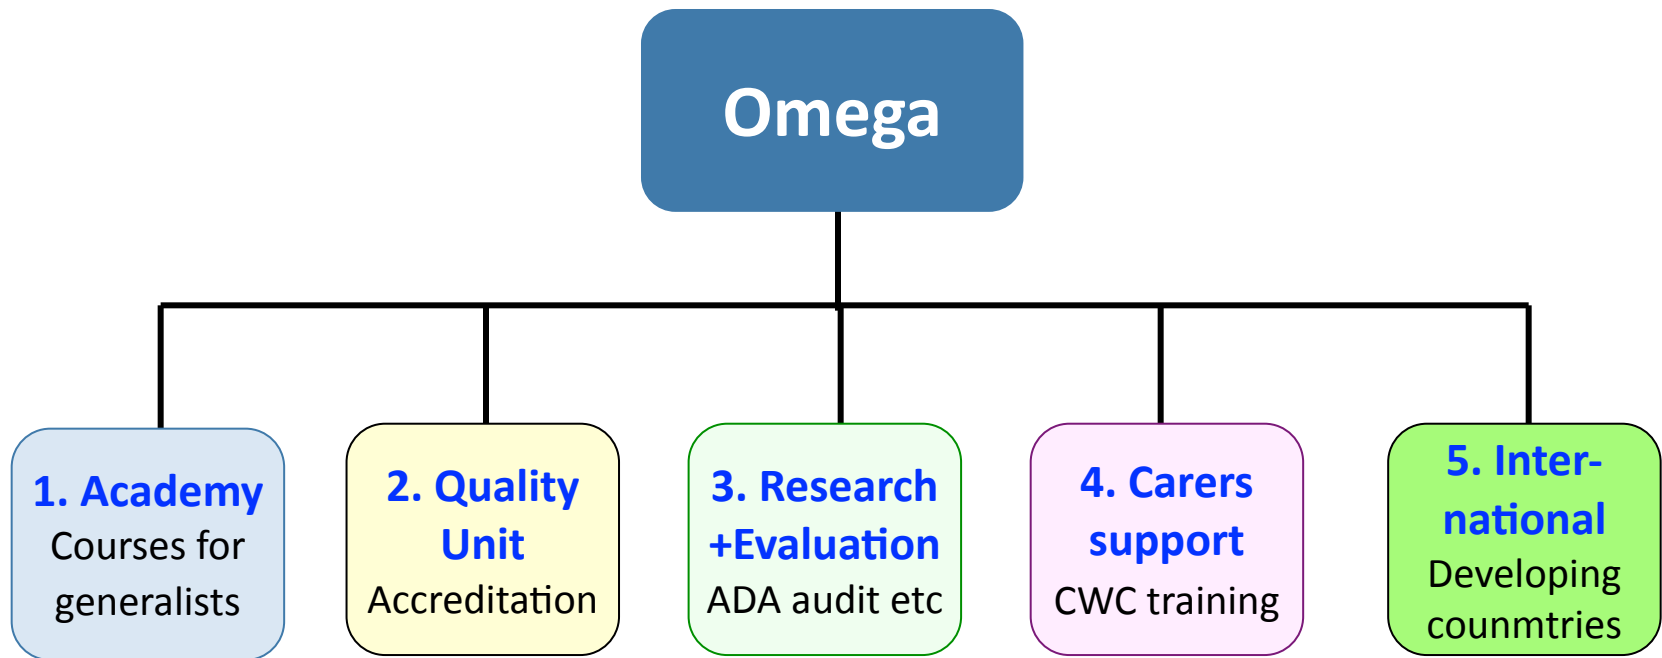 Omega
1. Academy
Courses for
generalists
2. Quality
Unit
Accreditation
3. Research
+Evaluation
ADA audit etc
4. Carers
support
CWC training
5. Inter-
national
Developing
counmtries